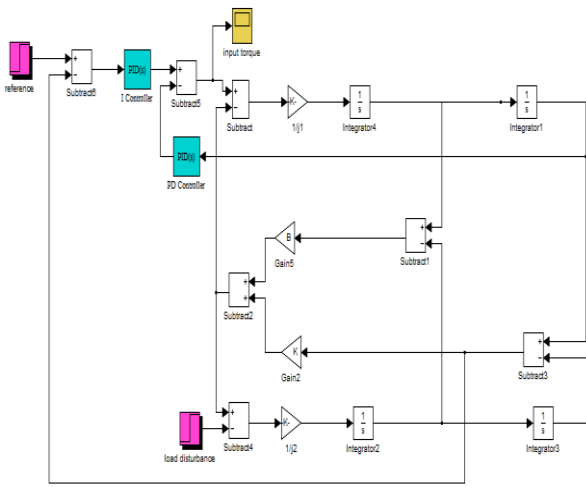 input torque
reference
+
−
Subtract6
PID(s)
I Controller
+
−
Subtract5
+
−
Subtract
-K-
1/j1
1
s
Integrator4
1
s
Integrator1
PID(s)
PD Controller
+
−
Subtract1
B
Gain5
+
+
Subtract2
K
Gain2
+
−
Subtract3
load disturbance
+
−
Subtract4
-K-
1/j2
1
s
Integrator2
1
s
Integrator3